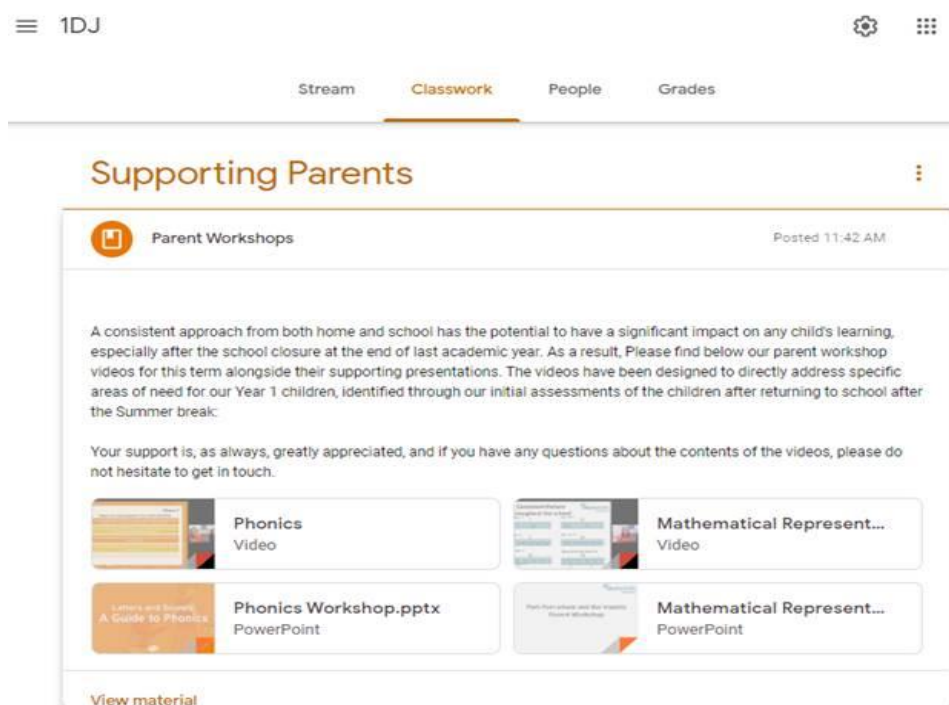 1DJ
Stream Classwork People Grades
Supporting Parents
Parent Workshops Posted 11:42 AM
A consistent approach from both home and school has the potential to have a significant impact on any child's learning,
especially after the school closure at the end of last academic year. As a result, Please find below our parent workshop
videos for this term alongside their supporting presentations. The videos have been designed to directly address specific
areas of need for our Year 1 children, identified through our initial assessments of the children after returning to school after
the Summer break:
Your support is, as always, greatly appreciated, and if you have any questions about the contents of the videos, please do
not hesitate to get in touch.
Phonics
Video
Mathematical Represent...
Video
Letters and Sounds
A Guide to Phonics
Phonics Workshop.pptx
PowerPoint
Mathematical Represent...
PowerPoint
View material